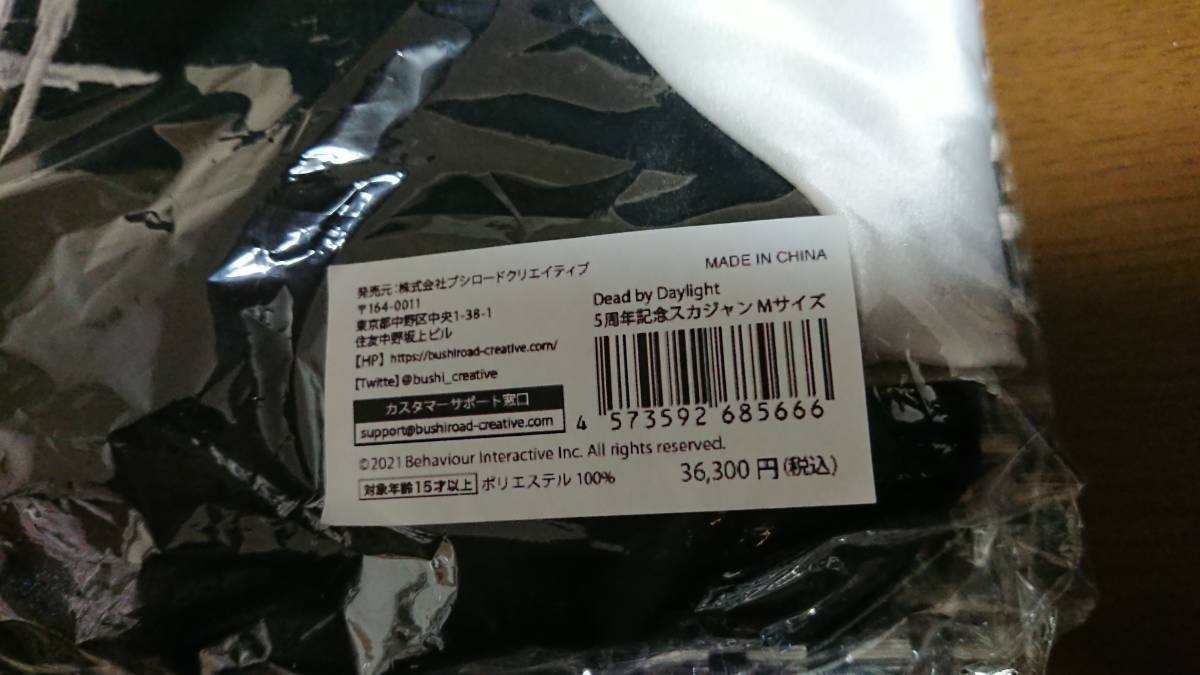 発売元:株式会社ブシロードクリエイティブ
〒164-0011
東京都中野区中央1-38-1
住友中野坂上ビル
【HP】https://bushiroad-creative.com/
【Twitte】@bushi_creative
カスタマーサポート窓口
support@bushiroad-creative.com
MADE IN CHINA
Dead by Daylight
5周年記念スカジャン Mサイズ
4 573592 685666
©2021 Behaviour Interactive Inc. All rights reserved.
対象年齢15才以上 ポリエステル 100%
36,300円(税込)